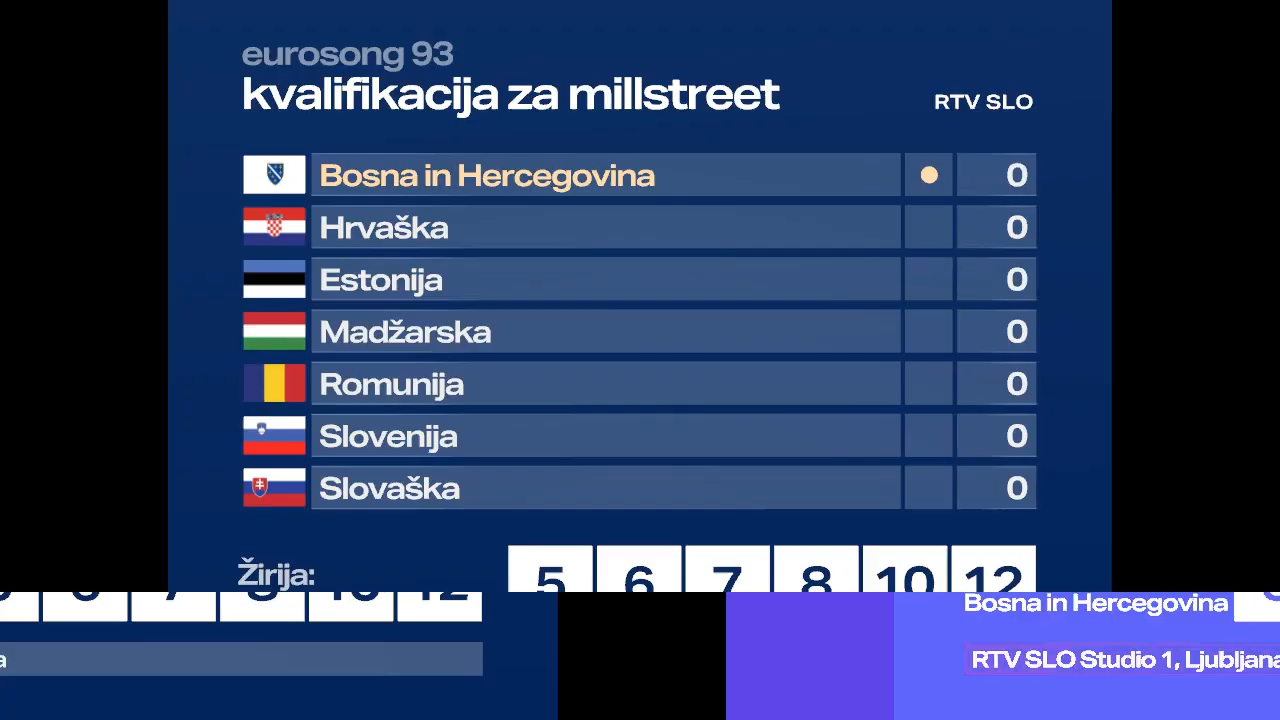 eurosong 93
kvalifikacija za millstreet
RTV SLO
Bosna in Hercegovina 0
Hrvaška 0
Estonija 0
Madžarska 0
Romunija 0
Slovenija 0
Slovaška 0
Žirija: 5 6 7 8 10 12
Bosna in Hercegovina
RTV SLO Studio 1, Ljubljana